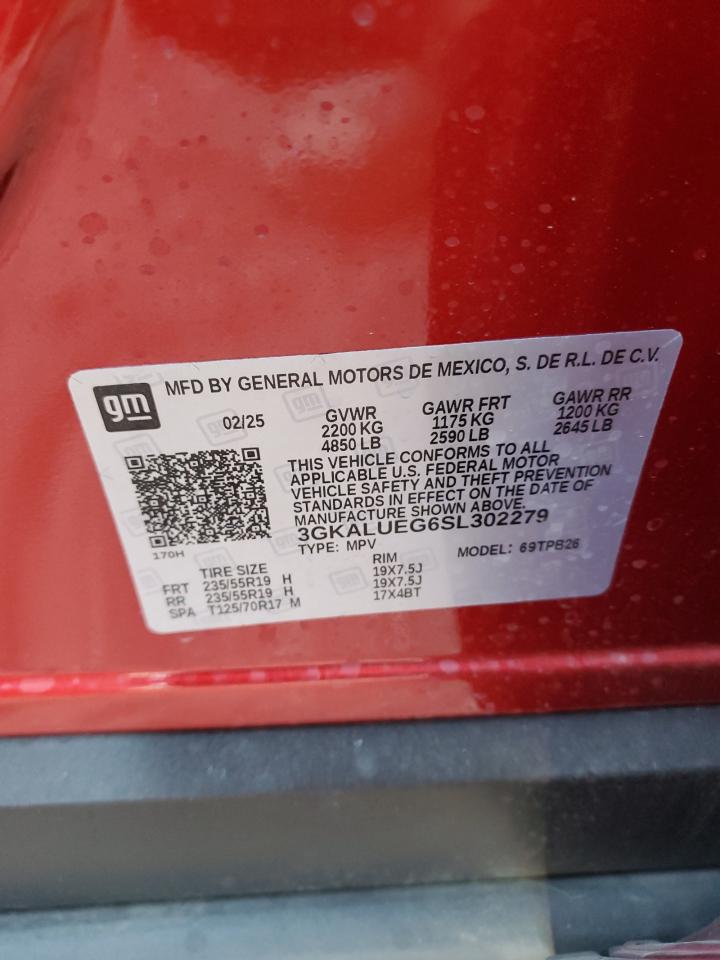 gm
MFD BY GENERAL MOTORS DE MEXICO, S. DE R.L. DE C.V.
02/25 GVWR GAWR FRT GAWR RR
2200 KG 1175 KG 1200 KG
4850 LB 2590 LB 2645 LB
THIS VEHICLE CONFORMS TO ALL
APPLICABLE U.S. FEDERAL MOTOR
VEHICLE SAFETY AND THEFT PREVENTION
STANDARDS IN EFFECT ON THE DATE OF
MANUFACTURE SHOWN ABOVE.
3GKALUEG6SL302279
170H TYPE: MPV MODEL: 69TPB26
TIRE SIZE RIM
FRT 235/55R19 H 19X7.5J
RR 235/55R19 H 19X7.5J
SPA T125/70R17 M 17X4BT